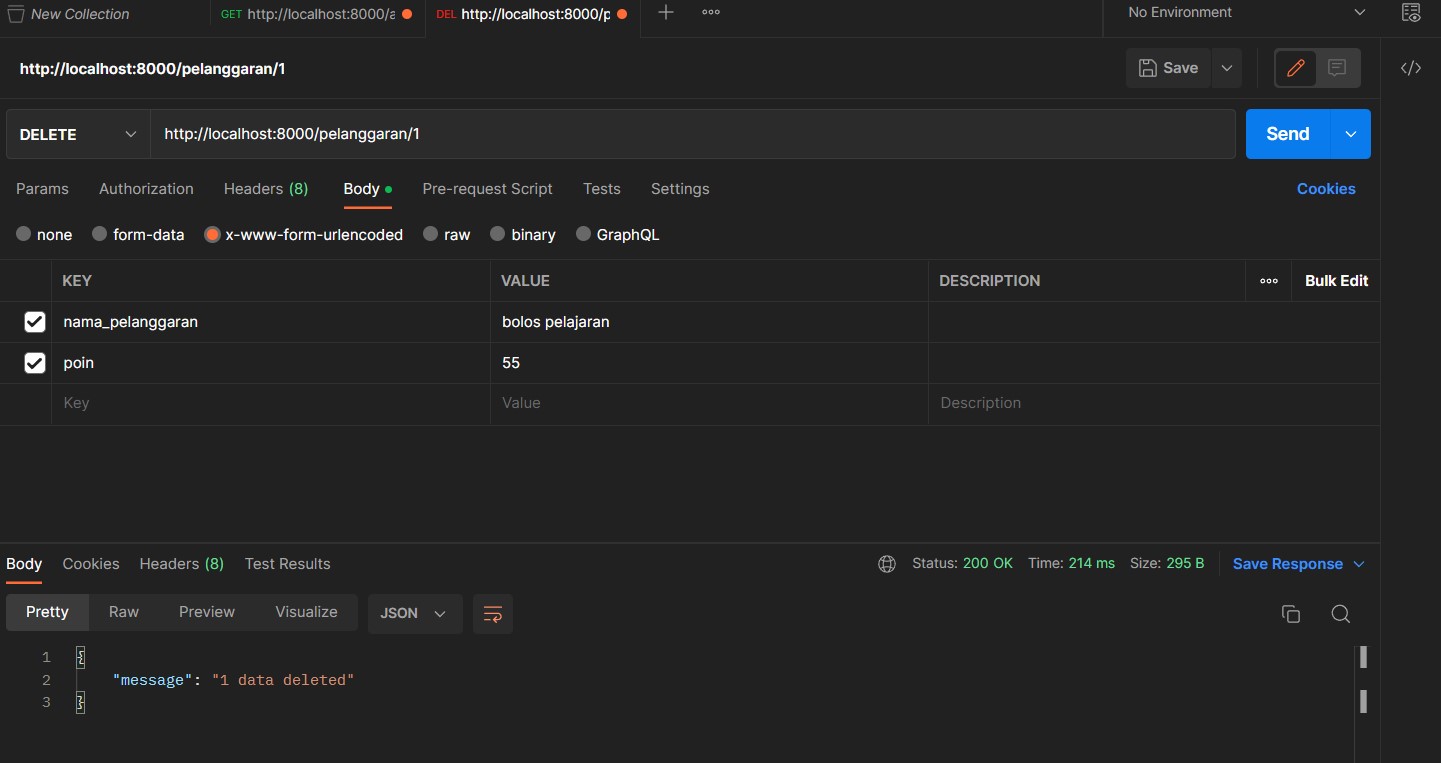 New Collection
GET http://localhost:8000/a
DEL http://localhost:8000/p
No Environment
http://localhost:8000/pelanggaran/1
Save
DELETE
http://localhost:8000/pelanggaran/1
Send
Params
Authorization
Headers (8)
Body
Pre-request Script
Tests
Settings
Cookies
none
form-data
x-www-form-urlencoded
raw
binary
GraphQL
KEY
VALUE
DESCRIPTION
Bulk Edit
nama_pelanggaran
bolos pelajaran
poin
55
Key
Value
Description
Body
Cookies
Headers (8)
Test Results
Status: 200 OK
Time: 214 ms
Size: 295 B
Save Response
Pretty
Raw
Preview
Visualize
JSON
1 {
2 "message": "1 data deleted"
3 }